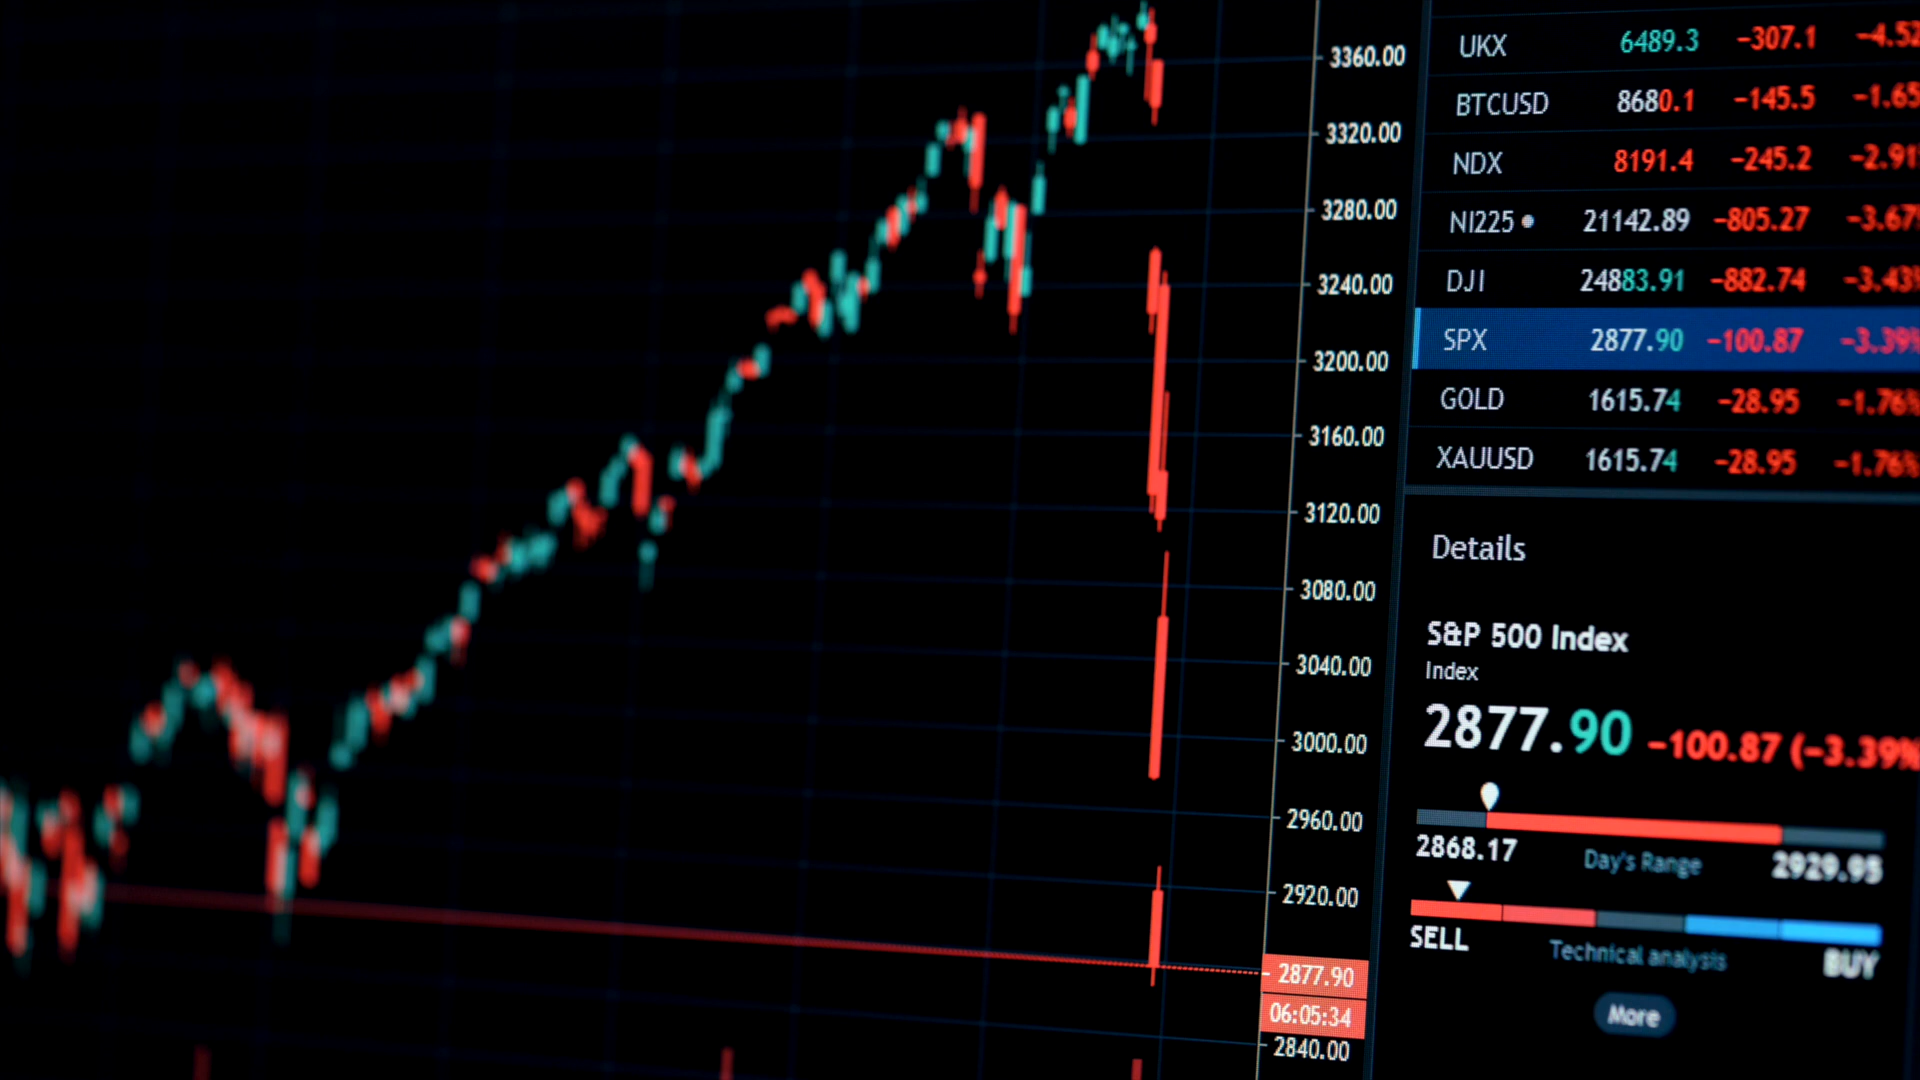 3360.00
3320.00
3280.00
3240.00
3200.00
3160.00
3120.00
3080.00
3040.00
3000.00
2960.00
2920.00
2877.90
06:05:34
2840.00
UKX 6489.3 −307.1 −4.52
BTCUSD 8680.1 −145.5 −1.65
NDX 8191.4 −245.2 −2.91
NI225 21142.89 −805.27 −3.67%
DJI 24883.91 −882.74 −3.43%
SPX 2877.90 −100.87 −3.39%
GOLD 1615.74 −28.95 −1.76%
XAUUSD 1615.74 −28.95 −1.76%
Details
S&P 500 Index
Index
2877.90 −100.87 (−3.39%
2868.17 Day's Range 2929.95
SELL Technical analysis BUY
More